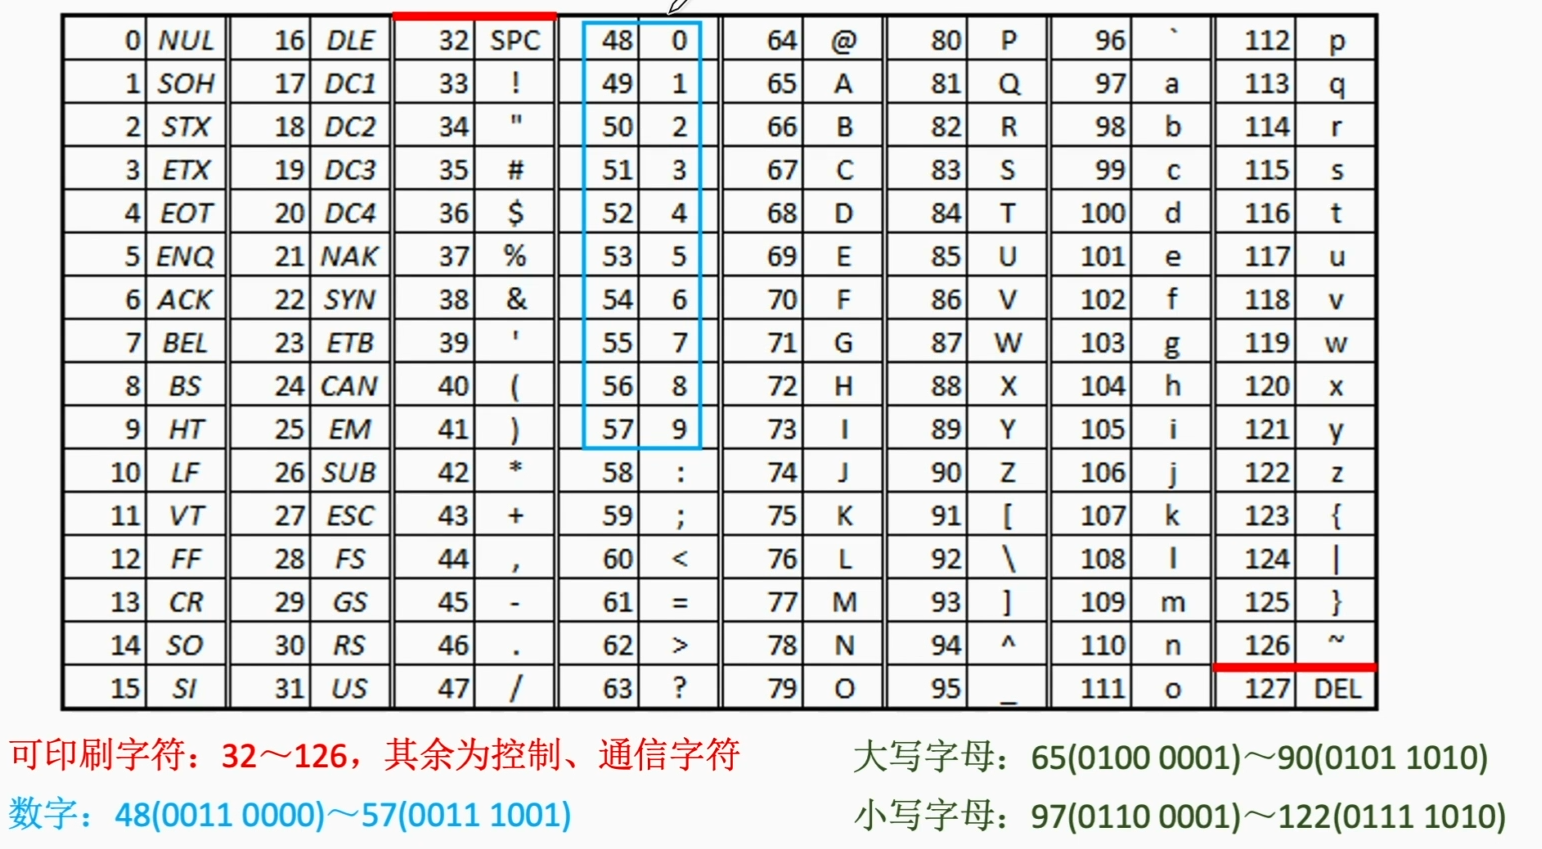 0 NUL 16 DLE 32 SPC 48 0 64 @ 80 P 96 ` 112 p
1 SOH 17 DC1 33 ! 49 1 65 A 81 Q 97 a 113 q
2 STX 18 DC2 34 " 50 2 66 B 82 R 98 b 114 r
3 ETX 19 DC3 35 # 51 3 67 C 83 S 99 c 115 s
4 EOT 20 DC4 36 $ 52 4 68 D 84 T 100 d 116 t
5 ENQ 21 NAK 37 % 53 5 69 E 85 U 101 e 117 u
6 ACK 22 SYN 38 & 54 6 70 F 86 V 102 f 118 v
7 BEL 23 ETB 39 ' 55 7 71 G 87 W 103 g 119 w
8 BS 24 CAN 40 ( 56 8 72 H 88 X 104 h 120 x
9 HT 25 EM 41 ) 57 9 73 I 89 Y 105 i 121 y
10 LF 26 SUB 42 * 58 : 74 J 90 Z 106 j 122 z
11 VT 27 ESC 43 + 59 ; 75 K 91 [ 107 k 123 {
12 FF 28 FS 44 , 60 < 76 L 92 \ 108 l 124 |
13 CR 29 GS 45 - 61 = 77 M 93 ] 109 m 125 }
14 SO 30 RS 46 . 62 > 78 N 94 ^ 110 n 126 ~
15 SI 31 US 47 / 63 ? 79 O 95 _ 111 o 127 DEL
可印刷字符：32～126，其余为控制、通信字符
大写字母：65(0100 0001)～90(0101 1010)
数字：48(0011 0000)～57(0011 1001)
小写字母：97(0110 0001)～122(0111 1010)